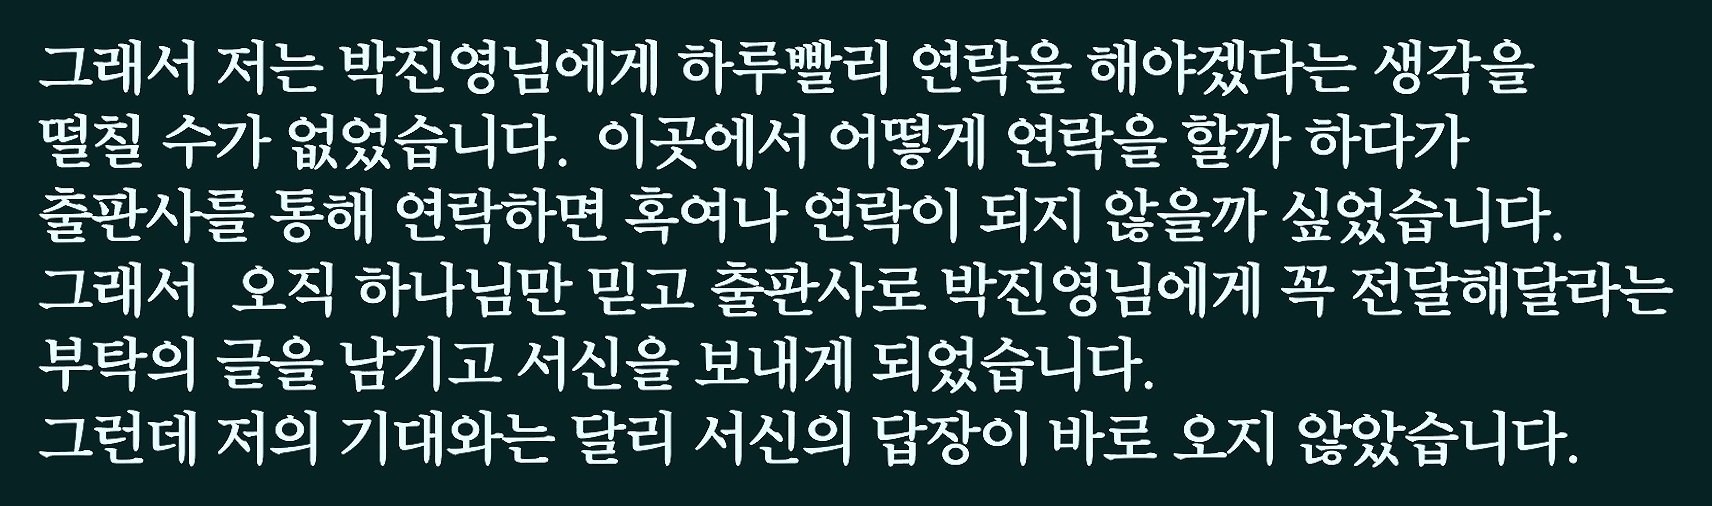 그래서 저는 박진영님에게 하루빨리 연락을 해야겠다는 생각을
떨칠 수가 없었습니다. 이곳에서 어떻게 연락을 할까 하다가
출판사를 통해 연락하면 혹여나 연락이 되지 않을까 싶었습니다.
그래서 오직 하나님만 믿고 출판사로 박진영님에게 꼭 전달해달라는
부탁의 글을 남기고 서신을 보내게 되었습니다.
그런데 저의 기대와는 달리 서신의 답장이 바로 오지 않았습니다.